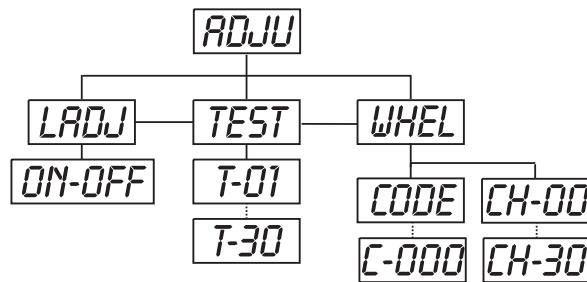 ADJU
LADJ TEST WHEL
ON-OFF T-01 CODE CH-00
T-30 C-000 CH-30